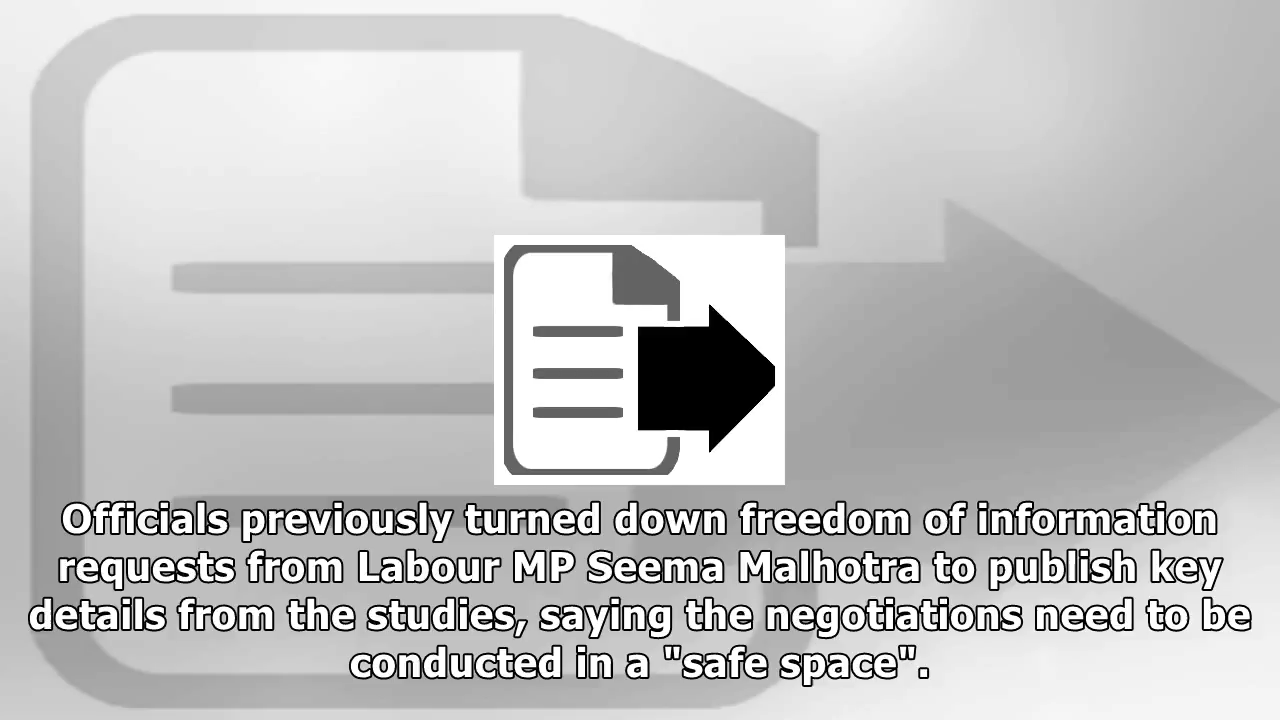 Officials previously turned down freedom of information
requests from Labour MP Seema Malhotra to publish key
details from the studies, saying the negotiations need to be
conducted in a "safe space".